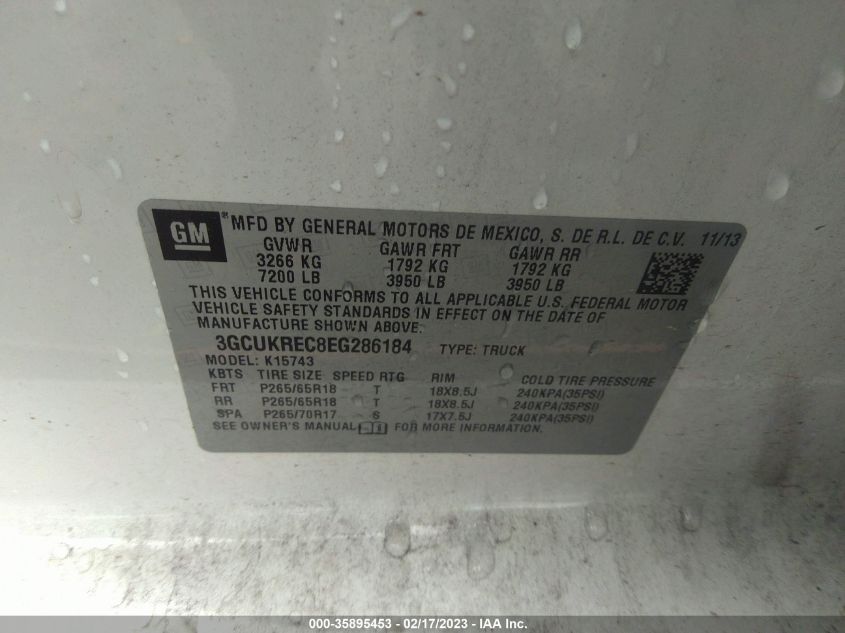 GM ® MFD BY GENERAL MOTORS DE MEXICO, S. DE R.L. DE C.V. 11/13
GVWR GAWR FRT GAWR RR
3266 KG 1792 KG 1792 KG
7200 LB 3950 LB 3950 LB
THIS VEHICLE CONFORMS TO ALL APPLICABLE U.S. FEDERAL MOTOR
VEHICLE SAFETY STANDARDS IN EFFECT ON THE DATE OF
MANUFACTURE SHOWN ABOVE.
3GCUKREC8EG286184 TYPE: TRUCK
MODEL: K15743
KBTS TIRE SIZE SPEED RTG RIM COLD TIRE PRESSURE
FRT P265/65R18 T 18X8.5J 240KPA(35PSI)
RR P265/65R18 T 18X8.5J 240KPA(35PSI)
SPA P265/70R17 S 17X7.5J 240KPA(35PSI)
SEE OWNER'S MANUAL FOR MORE INFORMATION.
000-35895453 - 02/17/2023 - IAA Inc.